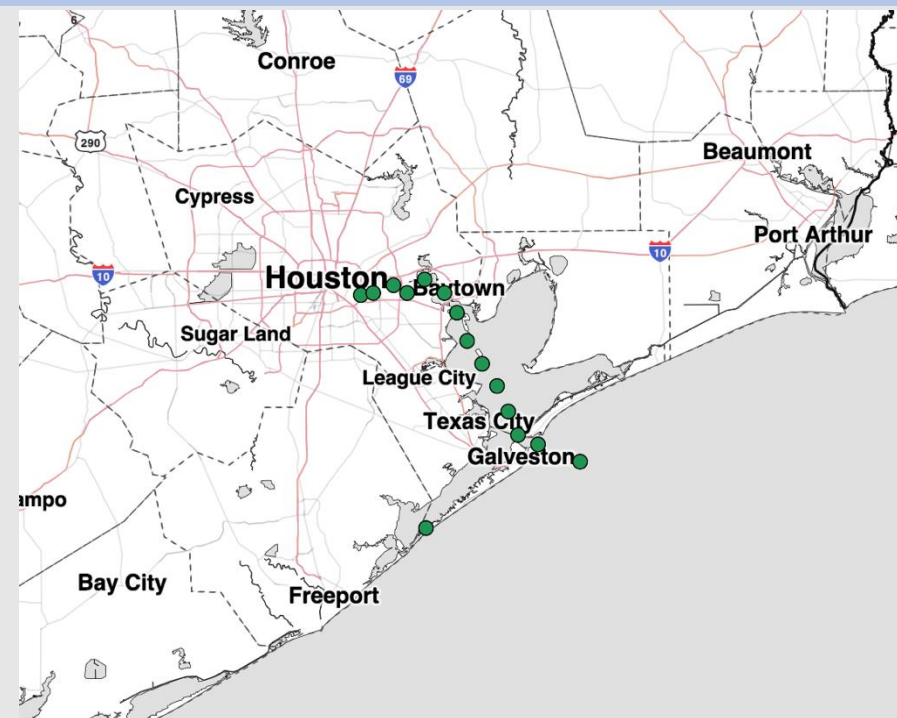 6
Conroe
69
290
Beaumont
Cypress
Port Arthur
10
10
Houston
Baytown
Sugar Land
League City
Texas City
Galveston
ampo
Bay City
Freeport